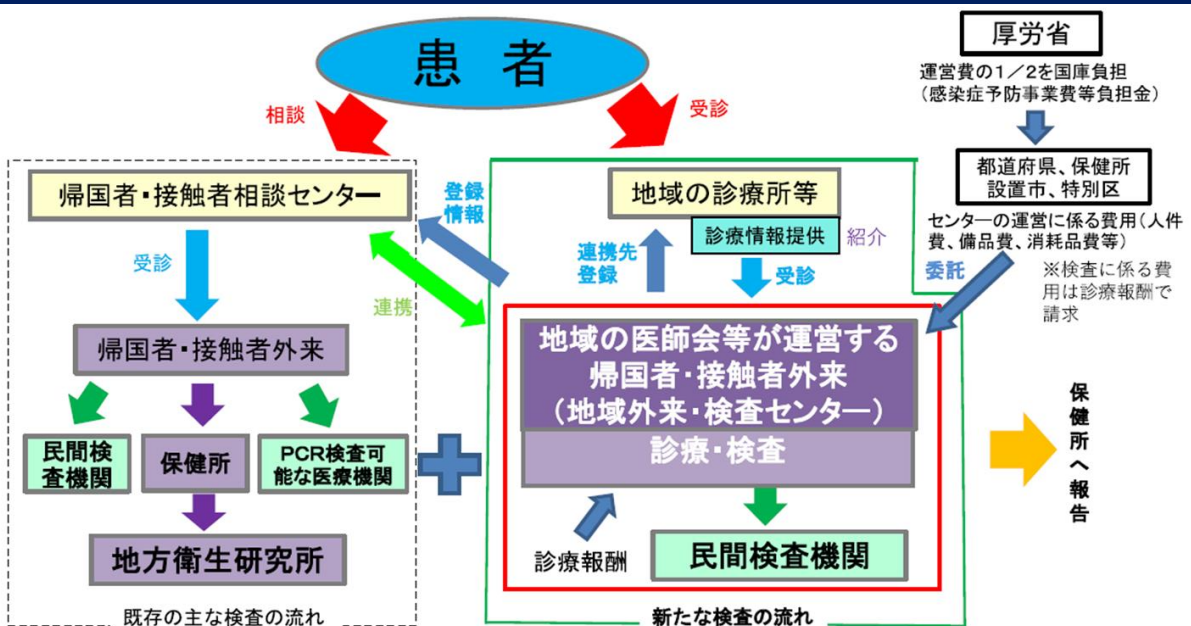 患者
相談
受診
厚労省
運営費の1／2を国庫負担
（感染症予防事業費等負担金）
都道府県、保健所
設置市、特別区
センターの運営に係る費用（人件
費、備品費、消耗品費等）
委託
※検査に係る費
用は診療報酬で
請求
帰国者・接触者相談センター
受診
帰国者・接触者外来
民間検
査機関
保健所
PCR検査可
能な医療機関
地方衛生研究所
既存の主な検査の流れ
登録
情報
連携
地域の診療所等
診療情報提供
紹介
連携先
登録
受診
地域の医師会等が運営する
帰国者・接触者外来
（地域外来・検査センター）
診療・検査
診療報酬
民間検査機関
新たな検査の流れ
保健所へ報告